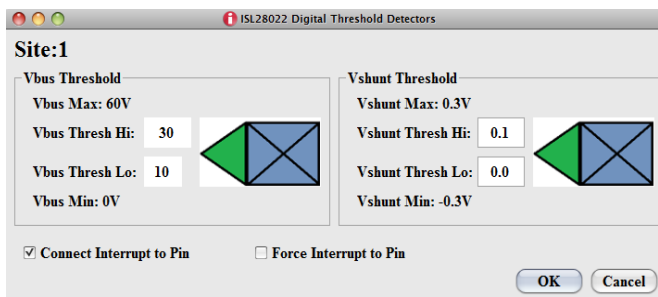 ISL28022 Digital Threshold Detectors
Site:1
Vbus Threshold
Vbus Max: 60V
Vbus Thresh Hi: 30
Vbus Thresh Lo: 10
Vbus Min: 0V
Vshunt Threshold
Vshunt Max: 0.3V
Vshunt Thresh Hi: 0.1
Vshunt Thresh Lo: 0.0
Vshunt Min: -0.3V
Connect Interrupt to Pin
Force Interrupt to Pin
OK
Cancel